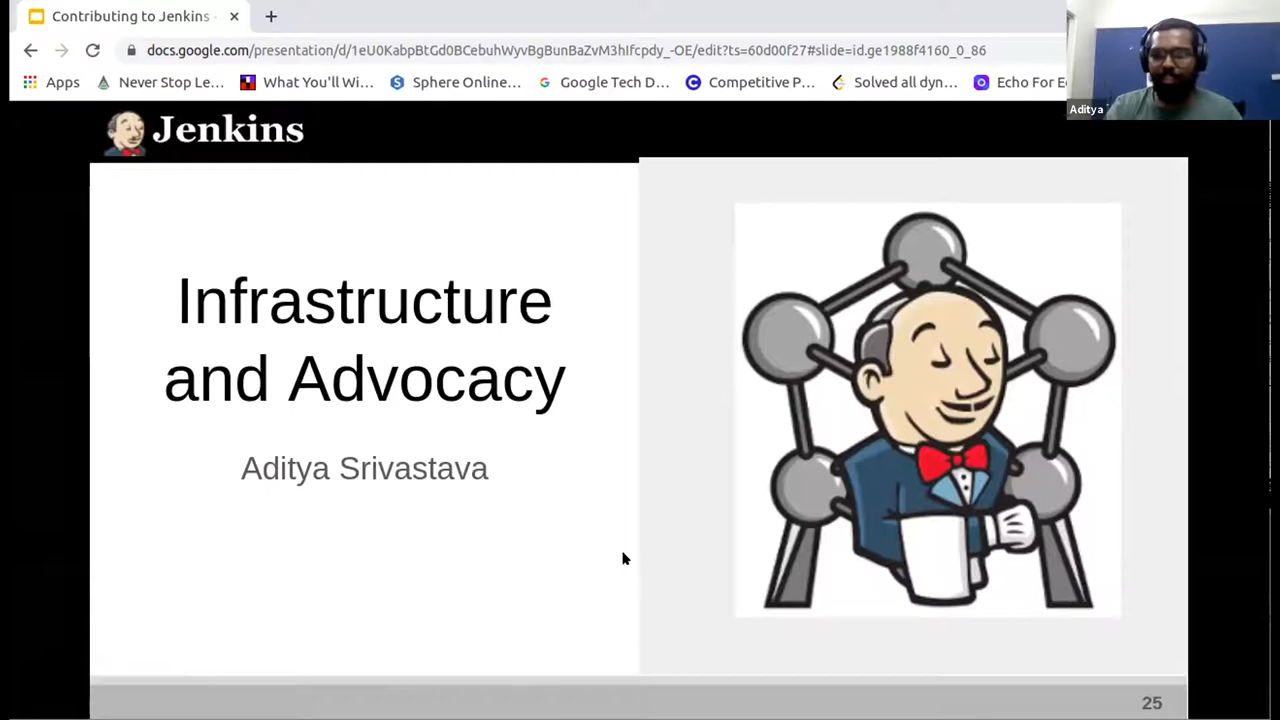 Contributing to Jenkins
docs.google.com/presentation/d/1eU0KabpBtGd0BCebuhWyvBgBunBaZvM3hIfcpdy_-OE/edit?ts=60d00f27#slide=id.ge1988f4160_0_86
Apps Never Stop Le... What You'll Wi... Sphere Online... Google Tech D... Competitive P... Solved all dyn... Echo For E
Aditya
Jenkins
Infrastructure
and Advocacy
Aditya Srivastava
25